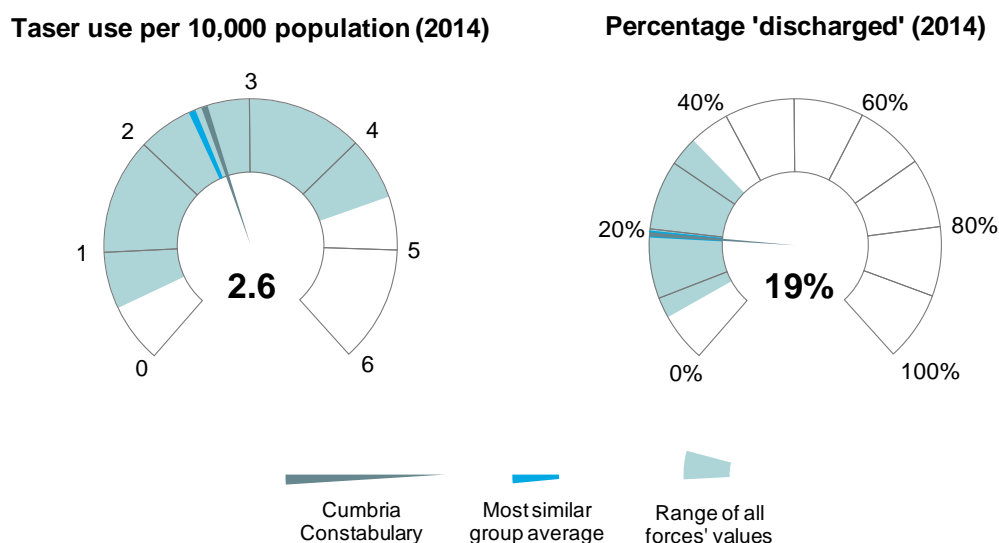 Taser use per 10,000 population (2014)
Percentage 'discharged' (2014)
3
2
4
1
5
0
6
2.6
40%
60%
20%
80%
0%
100%
19%
Cumbria
Constabulary
Most similar
group average
Range of all
forces' values